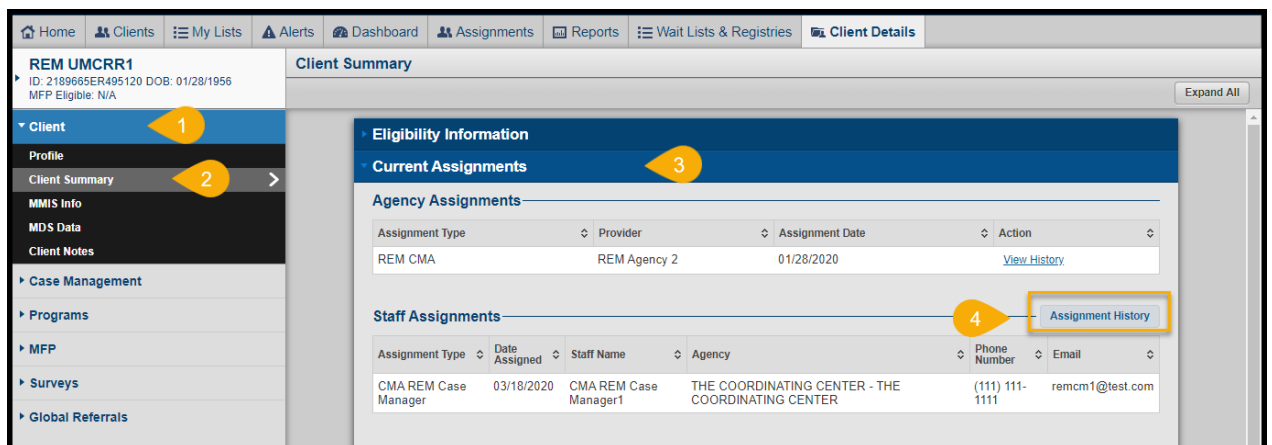 Home Clients My Lists Alerts Dashboard Assignments Reports Wait Lists & Registries Client Details
REM UMCRR1
ID: 2189665ER495120 DOB: 01/28/1956
MFP Eligible: N/A
Client Summary
Expand All
Client
1
Profile
Client Summary
2
MMIS Info
MDS Data
Client Notes
Case Management
Programs
MFP
Surveys
Global Referrals
Eligibility Information
Current Assignments
3
Agency Assignments
Assignment Type Provider Assignment Date Action
REM CMA REM Agency 2 01/28/2020 View History
Staff Assignments
4
Assignment History
Assignment Type Date Assigned Staff Name Agency Phone Number Email
CMA REM Case Manager 03/18/2020 CMA REM Case Manager1 THE COORDINATING CENTER - THE COORDINATING CENTER (111) 111-1111 remcm1@test.com